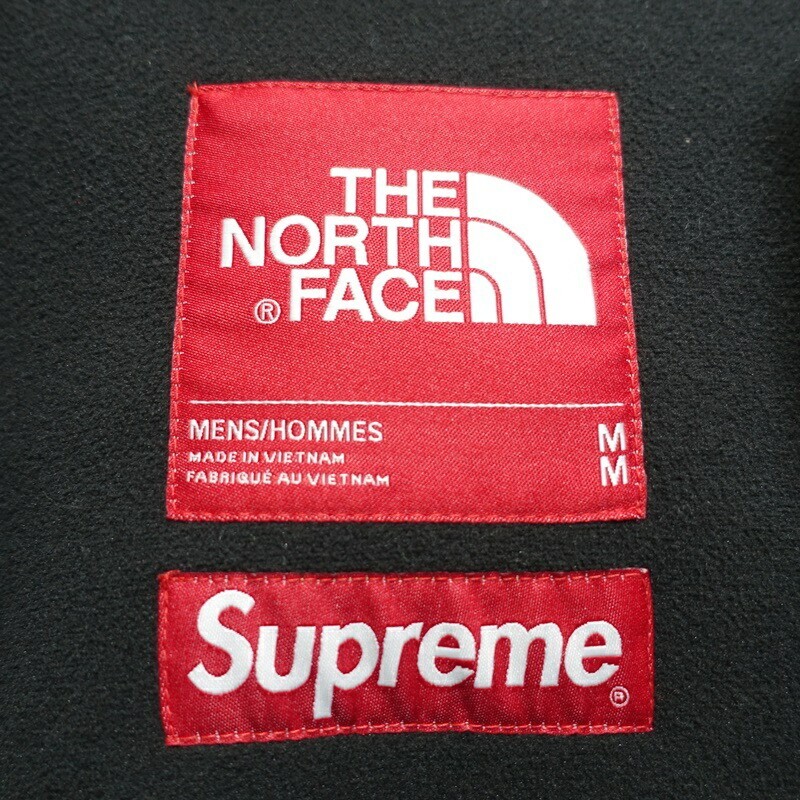 THE
NORTH
® FACE
MENS/HOMMES M
MADE IN VIETNAM
FABRIQUÉ AU VIETNAM M
Supreme ®